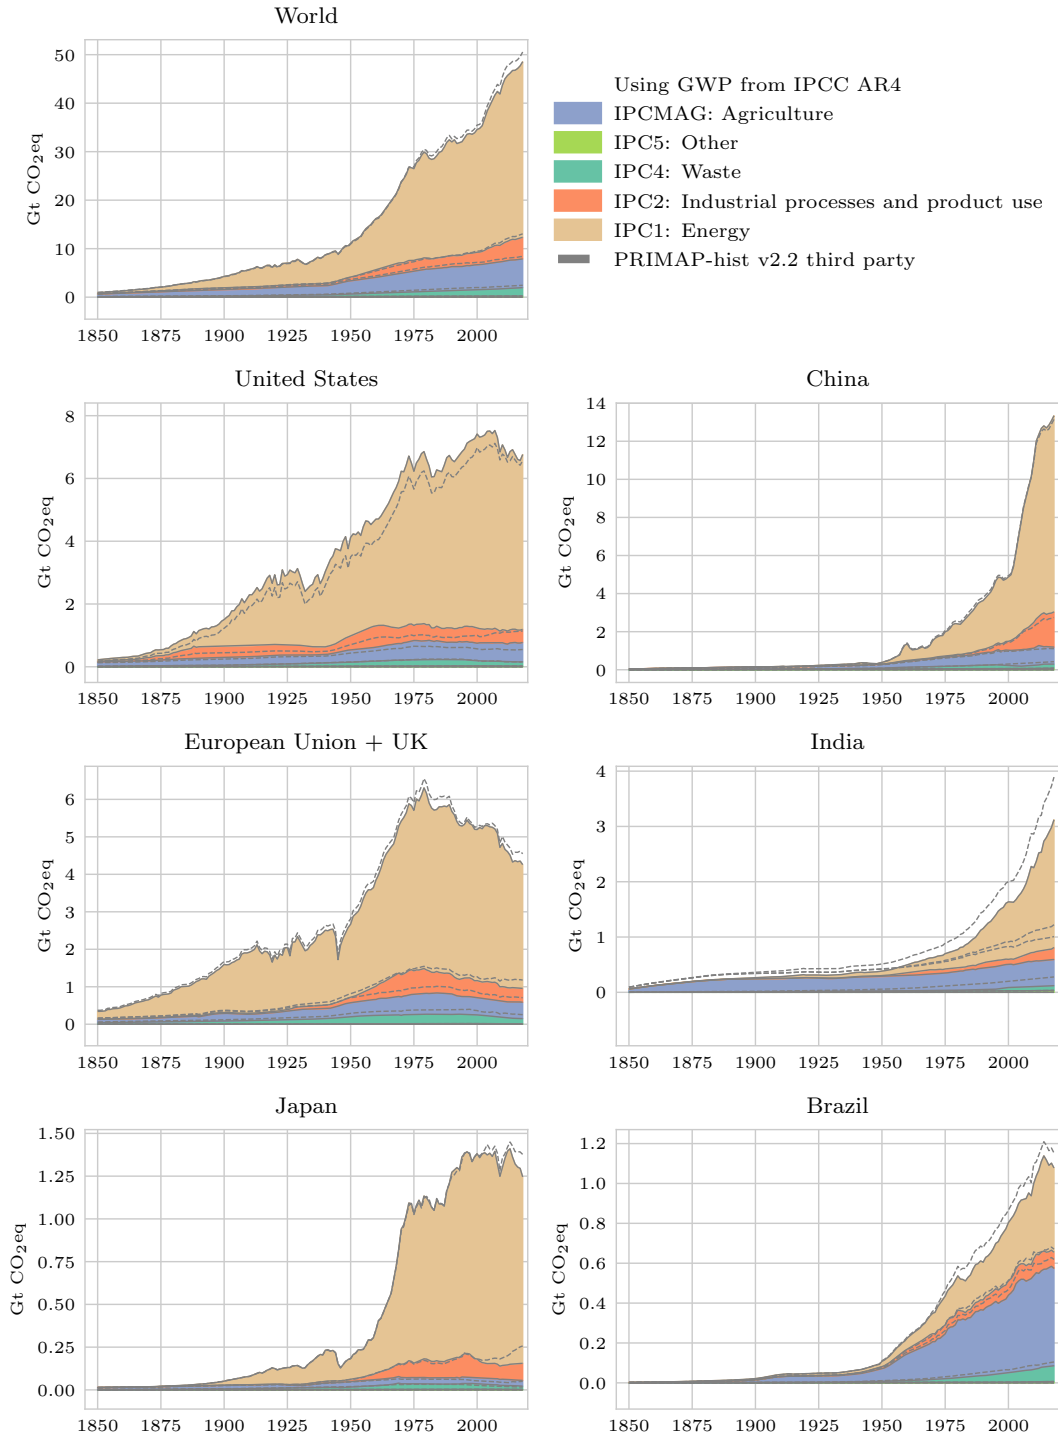 World
50
40
30
20
10
0
Gt CO₂eq
1850 1875 1900 1925 1950 1975 2000
Using GWP from IPCC AR4
IPCMAG: Agriculture
IPC5: Other
IPC4: Waste
IPC2: Industrial processes and product use
IPC1: Energy
PRIMAP-hist v2.2 third party
United States
8
6
4
2
0
Gt CO₂eq
1850 1875 1900 1925 1950 1975 2000
China
14
12
10
8
6
4
2
0
Gt CO₂eq
1850 1875 1900 1925 1950 1975 2000
European Union + UK
6
5
4
3
2
1
0
Gt CO₂eq
1850 1875 1900 1925 1950 1975 2000
India
4
3
2
1
0
Gt CO₂eq
1850 1875 1900 1925 1950 1975 2000
Japan
1.50
1.25
1.00
0.75
0.50
0.25
0.00
Gt CO₂eq
1850 1875 1900 1925 1950 1975 2000
Brazil
1.2
1.0
0.8
0.6
0.4
0.2
0.0
Gt CO₂eq
1850 1875 1900 1925 1950 1975 2000